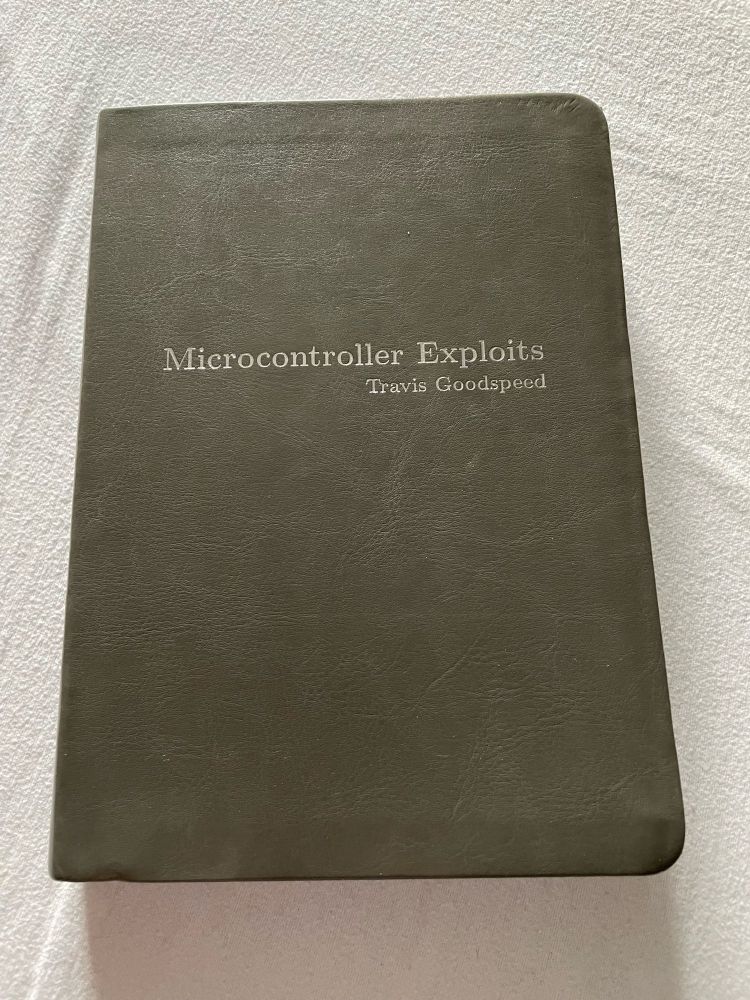 Microcontroller Exploits
Travis Goodspeed